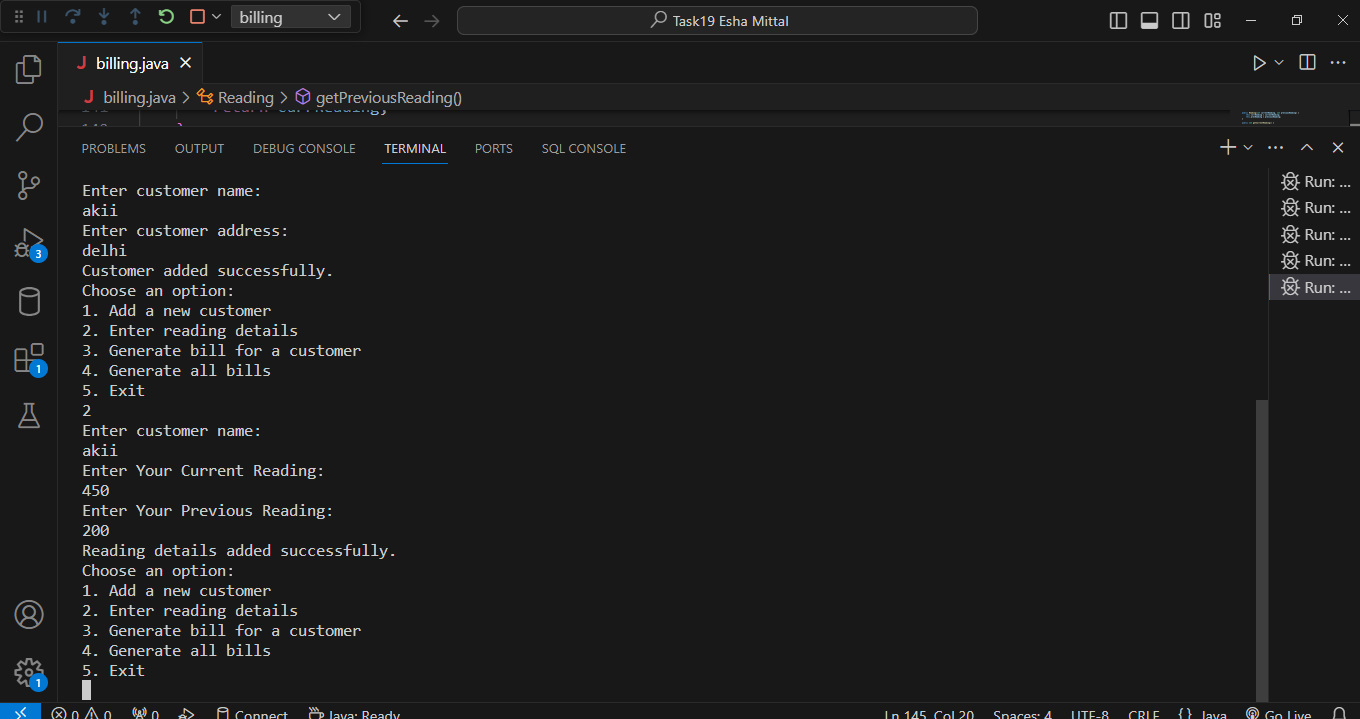 billing
Task19 Esha Mittal
billing.java
billing.java > Reading > getPreviousReading()
PROBLEMS OUTPUT DEBUG CONSOLE TERMINAL PORTS SQL CONSOLE
Enter customer name:
akii
Enter customer address:
delhi
Customer added successfully.
Choose an option:
1. Add a new customer
2. Enter reading details
3. Generate bill for a customer
4. Generate all bills
5. Exit
2
Enter customer name:
akii
Enter Your Current Reading:
450
Enter Your Previous Reading:
200
Reading details added successfully.
Choose an option:
1. Add a new customer
2. Enter reading details
3. Generate bill for a customer
4. Generate all bills
5. Exit
Run: ...
Run: ...
Run: ...
Run: ...
Run: ...
3
1
1
0 0 0 Connect Java: Ready Ln 145, Col 20 Spaces: 4 UTF-8 CRLF {} Java Go Live